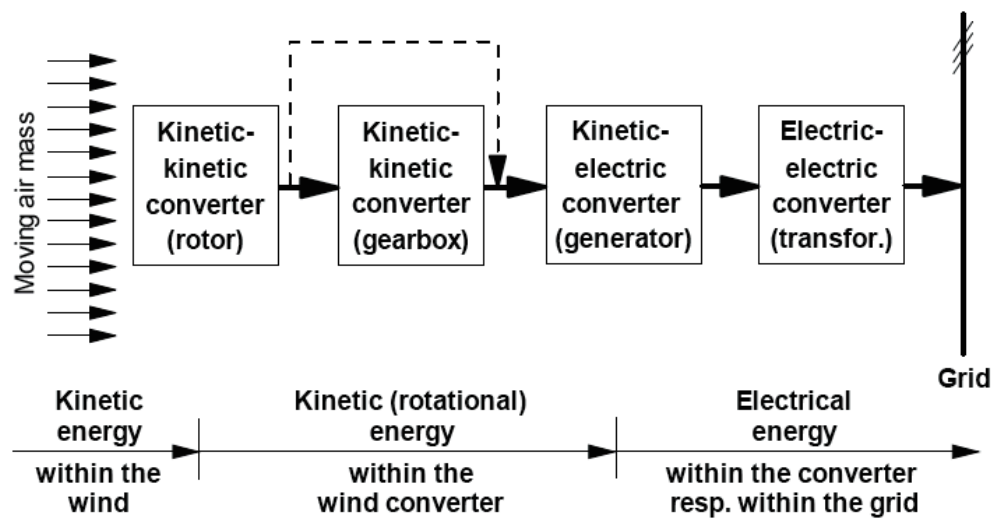 Moving air mass
Kinetic-
kinetic
converter
(rotor)
Kinetic-
kinetic
converter
(gearbox)
Kinetic-
electric
converter
(generator)
Electric-
electric
converter
(transfor.)
Grid
Kinetic
energy
within the
wind
Kinetic (rotational)
energy
within the
wind converter
Electrical
energy
within the converter
resp. within the grid